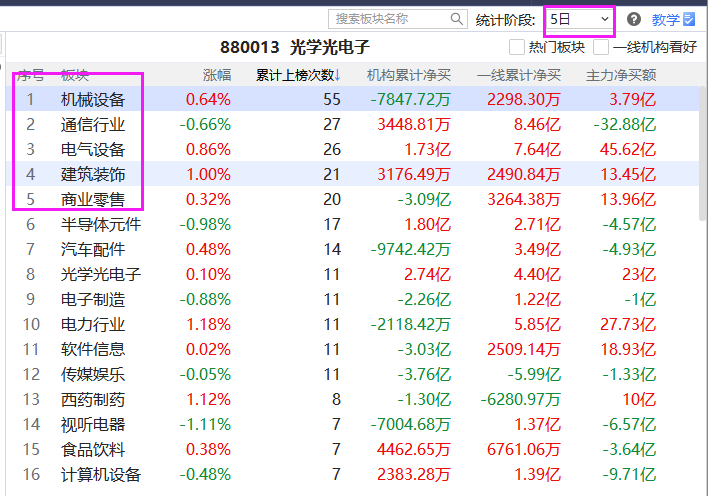 搜索板块名称 统计阶段: 5日 教学
880013 光学光电子 热门板块 一线机构看好
序号 板块 涨幅 累计上榜次数↓ 机构累计净买 一线累计净买 主力净买额
1 机械设备 0.64% 55 -7847.72万 2298.30万 3.79亿
2 通信行业 -0.66% 27 3448.81万 8.46亿 -32.88亿
3 电气设备 0.86% 26 1.73亿 7.64亿 45.62亿
4 建筑装饰 1.00% 21 3176.49万 2490.84万 13.45亿
5 商业零售 0.32% 20 -3.09亿 3264.38万 13.96亿
6 半导体元件 -0.98% 17 1.80亿 2.71亿 -4.57亿
7 汽车配件 0.48% 14 -9742.42万 3.49亿 -4.93亿
8 光学光电子 0.10% 11 2.74亿 4.40亿 23亿
9 电子制造 -0.88% 11 -2.26亿 1.22亿 -1亿
10 电力行业 1.18% 11 -2118.42万 5.85亿 27.73亿
11 软件信息 0.02% 11 -3.03亿 2509.14万 18.93亿
12 传媒娱乐 -0.05% 11 -3.76亿 -5.99亿 -1.33亿
13 西药制药 1.12% 8 -1.30亿 -6280.97万 10亿
14 视听电器 -1.11% 7 -7004.68万 1.37亿 -6.57亿
15 食品饮料 0.38% 7 4462.65万 6761.06万 -3.64亿
16 计算机设备 -0.48% 7 2383.28万 1.39亿 -9.71亿